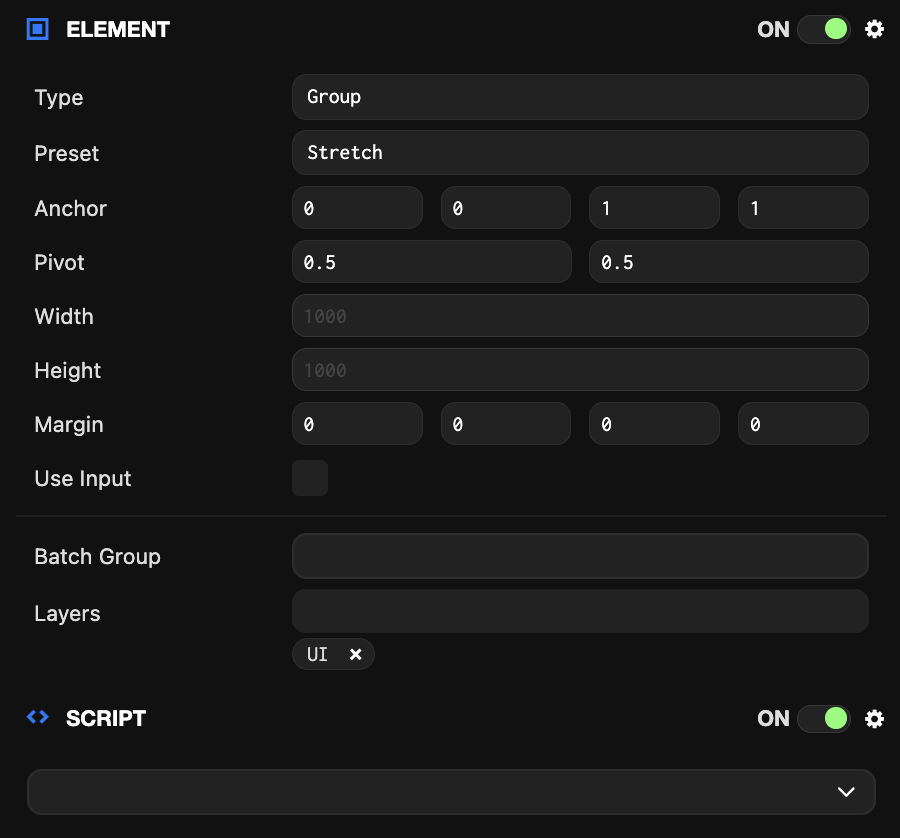 ELEMENT ON
Type Group
Preset Stretch
Anchor 0 0 1 1
Pivot 0.5 0.5
Width 1000
Height 1000
Margin 0 0 0 0
Use Input
Batch Group
Layers
UI ×
SCRIPT ON